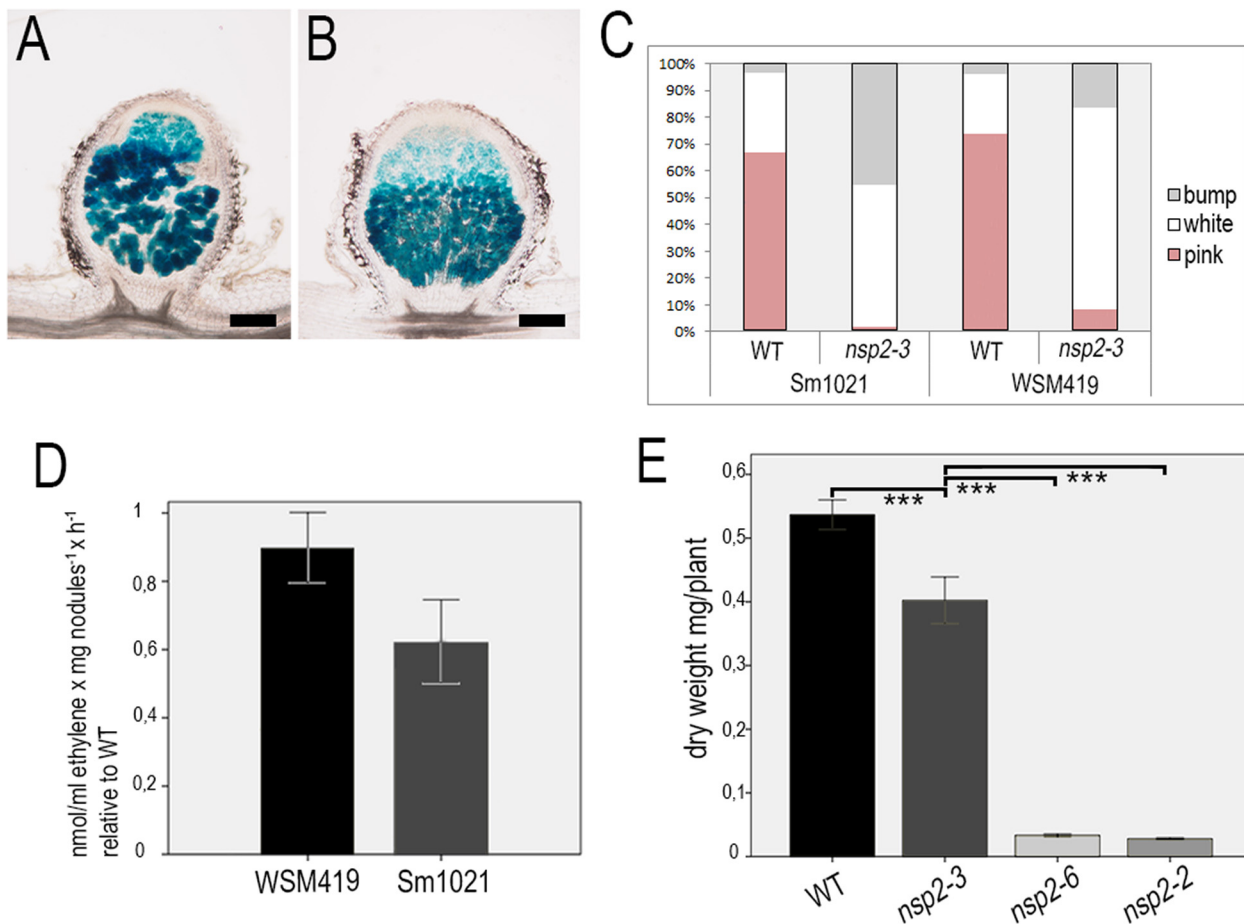 A
B
C
100%
90%
80%
70%
60%
50%
40%
30%
20%
10%
0%
WT nsp2-3 WT nsp2-3
Sm1021 WSM419
bump
white
pink
D
nmol/ml ethylene x mg nodules⁻¹ x h⁻¹
relative to WT
1
0,8
0,6
0,4
0,2
0
WSM419 Sm1021
E
dry weight mg/plant
0,6
0,5
0,4
0,3
0,2
0,1
0
*** *** ***
WT nsp2-3 nsp2-6 nsp2-2